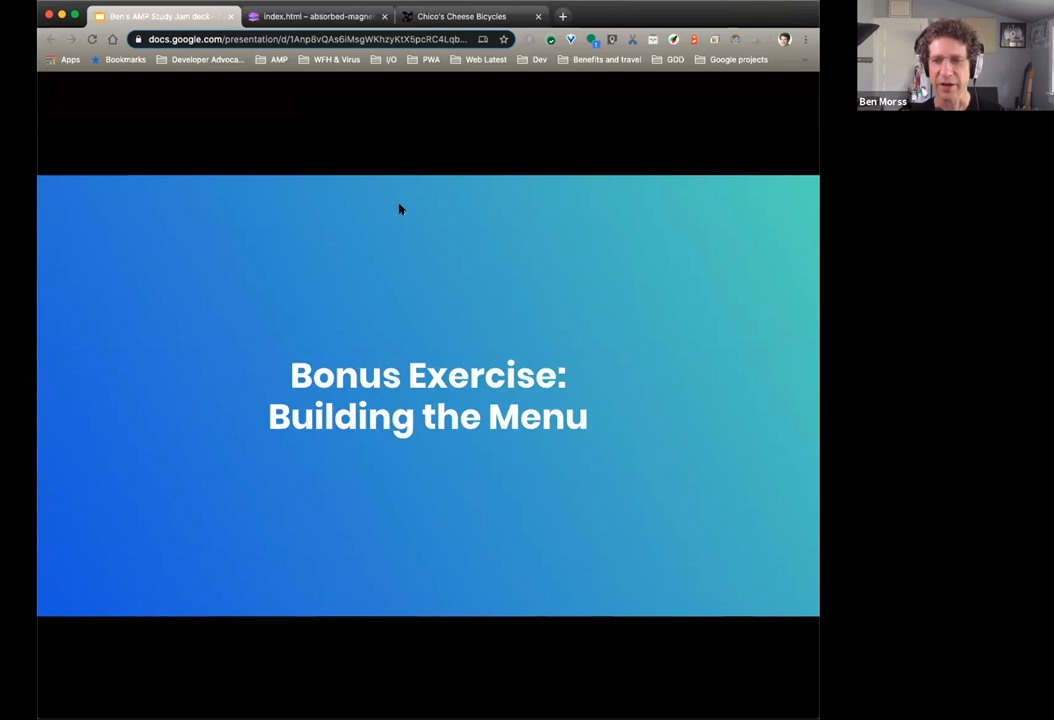 Ben's AMP Study Jam deck
index.html – absorbed-magne
Chico's Cheese Bicycles
docs.google.com/presentation/d/1Anp8vQAs6iMsgWKhzyKtX5pcRC4Lqb...
Apps
Bookmarks
Developer Advoca...
AMP
WFH & Virus
I/O
PWA
Web Latest
Dev
Benefits and travel
GDD
Google projects
Ben Morss
Bonus Exercise:
Building the Menu